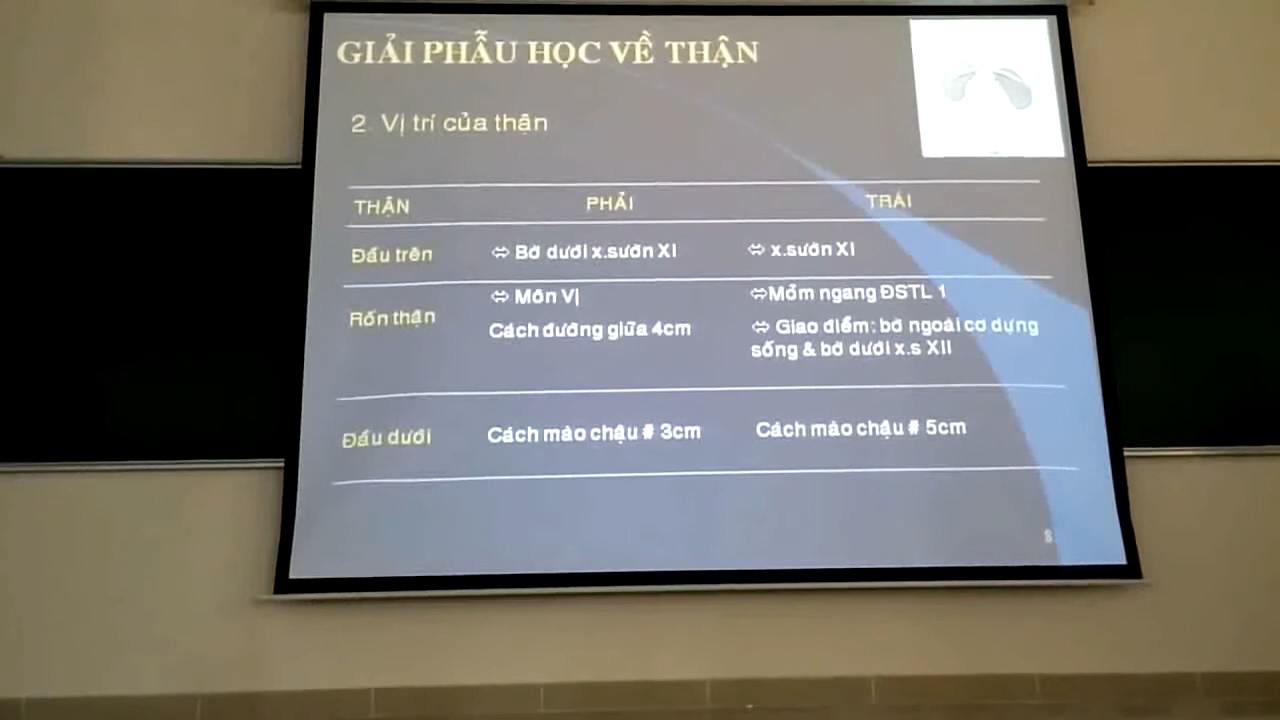 GIẢI PHẪU HỌC VỀ THẬN
2. Vị trí của thận
THẬN PHẢI TRÁI
Đầu trên ⇔ Bờ dưới x.sườn XI ⇔ x.sườn XI
Rốn thận ⇔ Môn Vị ⇔Mỏm ngang ĐSTL 1
Cách đường giữa 4cm ⇔ Giao điểm: bờ ngoài cơ dựng
sống & bờ dưới x.s XII
Đầu dưới Cách mào chậu # 3cm Cách mào chậu # 5cm
8